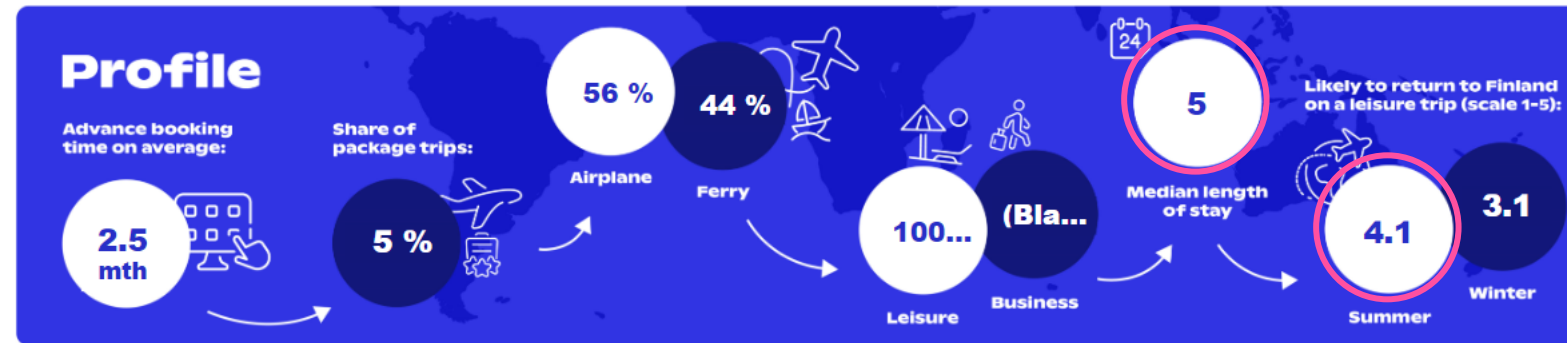 Profile
Advance booking
time on average:
2.5
mth
Share of
package trips:
5 %
56 %
Airplane
44 %
Ferry
100...
Leisure
(Bla...
Business
24
5
Median length
of stay
Likely to return to Finland
on a leisure trip (scale 1-5):
4.1
Summer
3.1
Winter